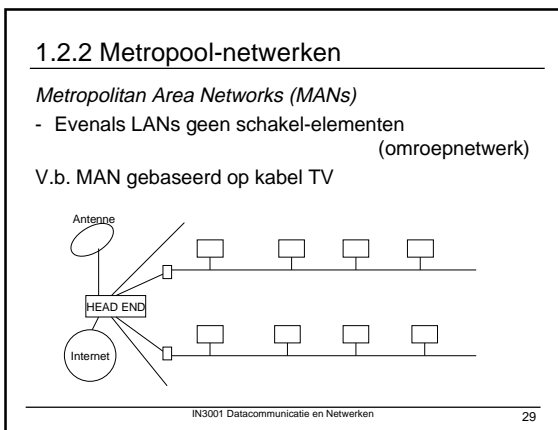 1.2.2 Metropool-netwerken
Metropolitan Area Networks (MANs)
- Evenals LANs geen schakel-elementen
(omroepnetwerk)
V.b. MAN gebaseerd op kabel TV
Antenne
HEAD END
Internet
IN3001 Datacommunicatie en Netwerken
29